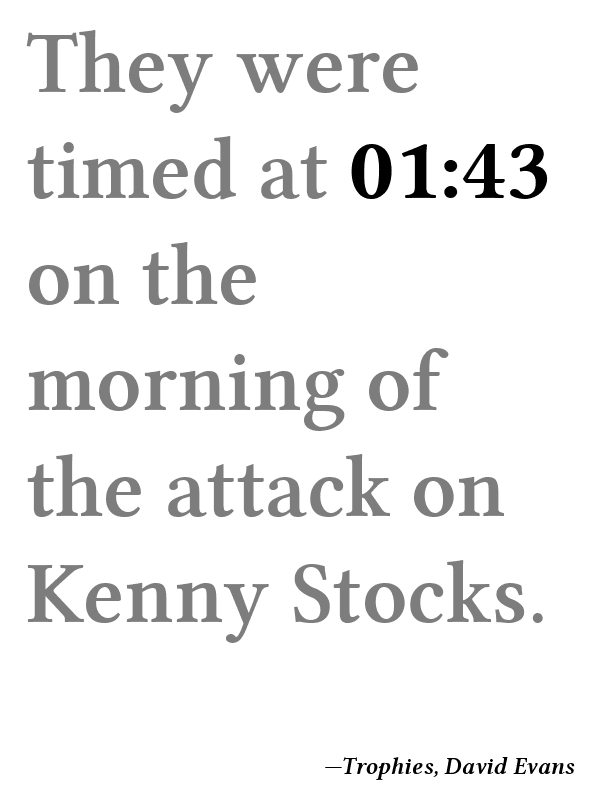 They were
timed at 01:43
on the
morning of
the attack on
Kenny Stocks.
—Trophies, David Evans